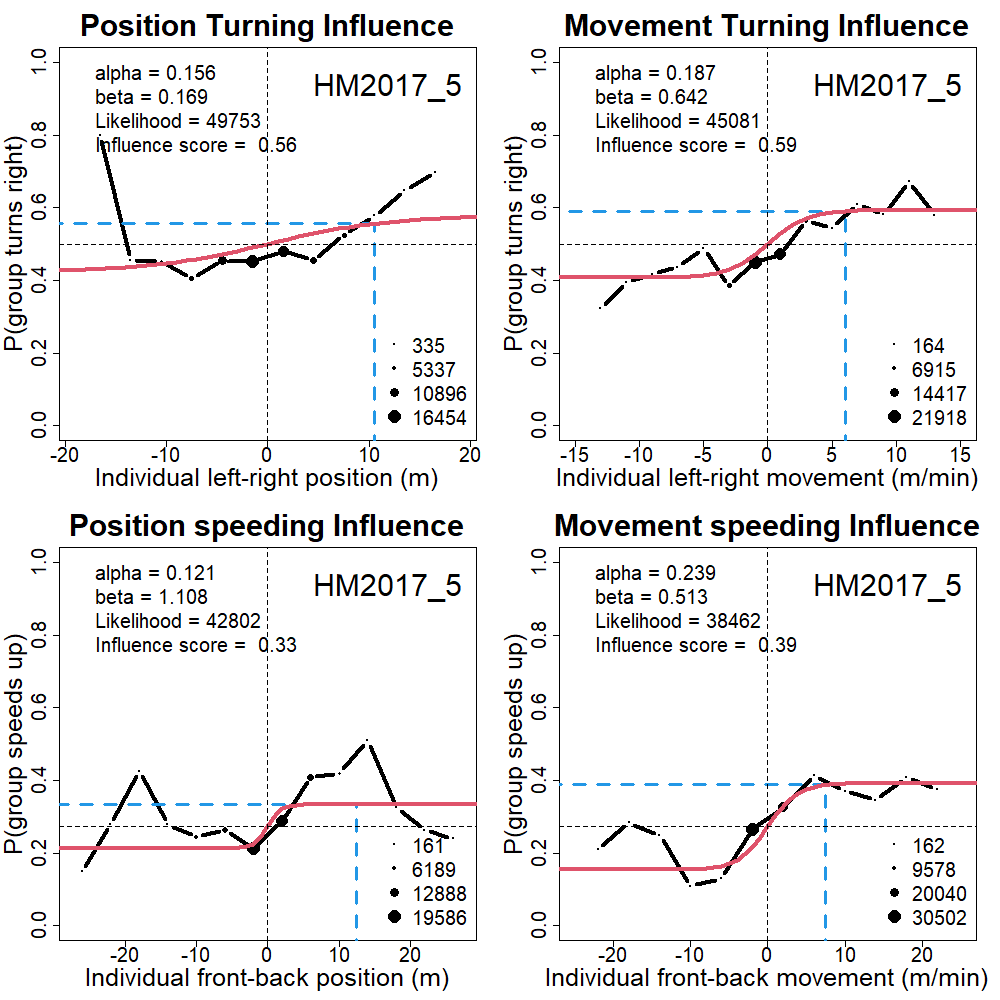 Position Turning Influence
alpha = 0.156
beta = 0.169
Likelihood = 49753
Influence score = 0.56
HM2017_5
P(group turns right)
0.0
0.2
0.4
0.6
0.8
1.0
335
5337
10896
16454
-20
-10
0
10
20
Individual left-right position (m)
Movement Turning Influence
alpha = 0.187
beta = 0.642
Likelihood = 45081
Influence score = 0.59
HM2017_5
P(group turns right)
0.0
0.2
0.4
0.6
0.8
1.0
164
6915
14417
21918
-15
-10
-5
0
5
10
15
Individual left-right movement (m/min)
Position speeding Influence
alpha = 0.121
beta = 1.108
Likelihood = 42802
Influence score = 0.33
HM2017_5
P(group speeds up)
0.0
0.2
0.4
0.6
0.8
1.0
161
6189
12888
19586
-20
-10
0
10
20
Individual front-back position (m)
Movement speeding Influence
alpha = 0.239
beta = 0.513
Likelihood = 38462
Influence score = 0.39
HM2017_5
P(group speeds up)
0.0
0.2
0.4
0.6
0.8
1.0
162
9578
20040
30502
-20
-10
0
10
20
Individual front-back movement (m/min)